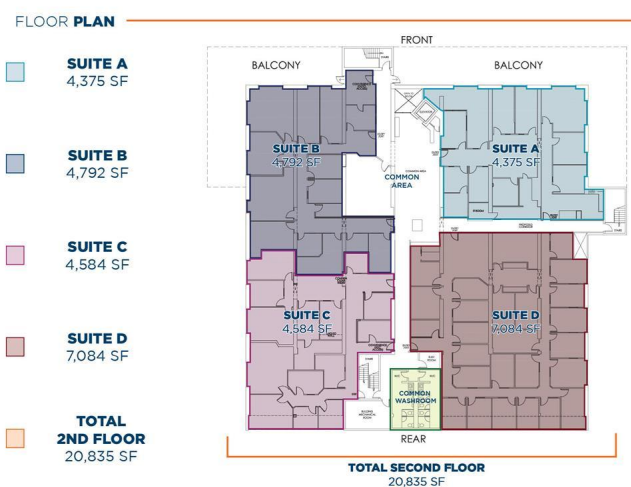 FLOOR PLAN
SUITE A
4,375 SF
SUITE B
4,792 SF
SUITE C
4,584 SF
SUITE D
7,084 SF
TOTAL
2ND FLOOR
20,835 SF
FRONT
BALCONY
BALCONY
SUITE B
4,792 SF
SUITE A
4,375 SF
COMMON
AREA
SUITE C
4,584 SF
SUITE D
7,084 SF
COMMON
WASHROOM
REAR
TOTAL SECOND FLOOR
20,835 SF